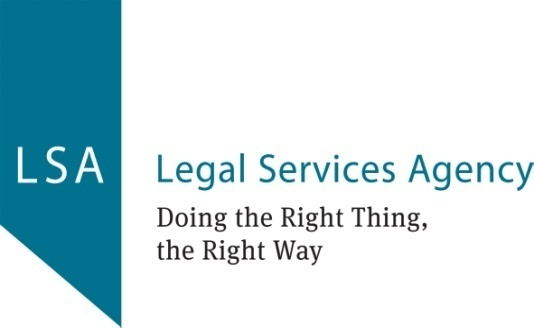 LSA
Legal Services Agency
Doing the Right Thing,
the Right Way